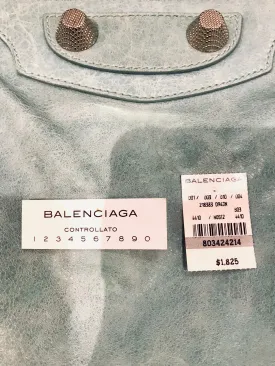 BALENCIAGA
CONTROLLATO
1 2 3 4 5 6 7 8 9 0
BALENCIAGA
803424214
$1,825